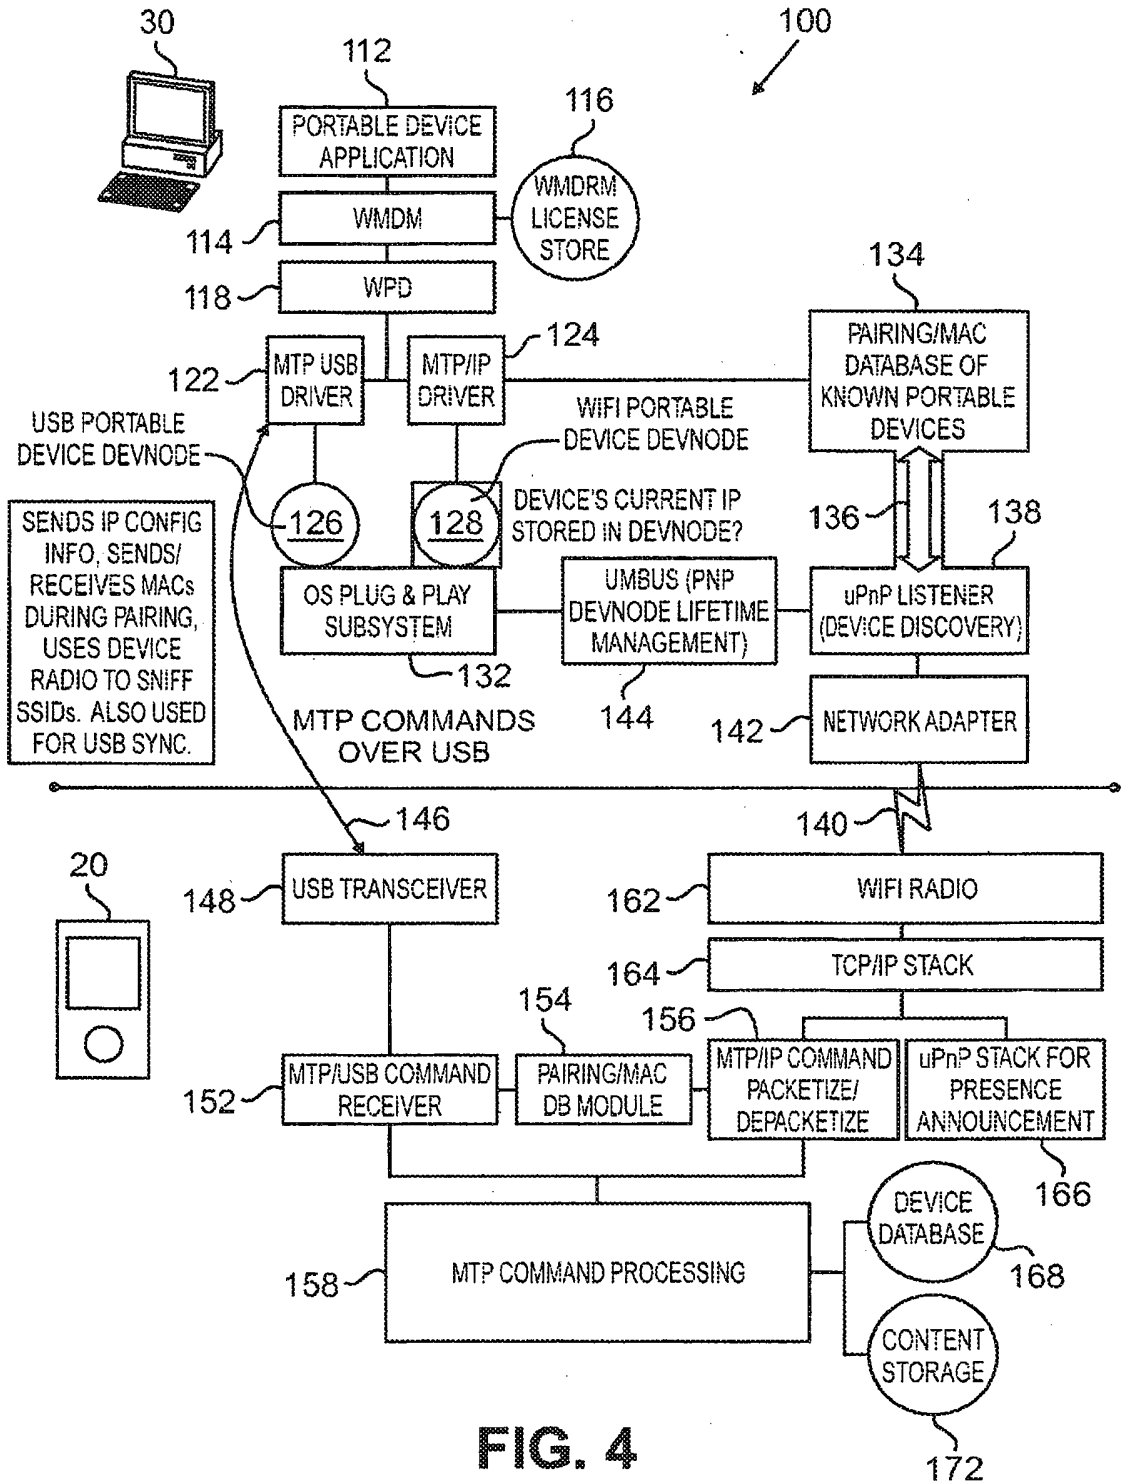 30
112
100
116
PORTABLE DEVICE
APPLICATION
WMDRM
LICENSE
STORE
WMDM
114
WPD
118
134
124
PAIRING/MAC
DATABASE OF
KNOWN PORTABLE
DEVICES
MTP USB
DRIVER
MTP/IP
DRIVER
122
USB PORTABLE
DEVICE DEVNODE
WIFI PORTABLE
DEVICE DEVNODE
126
128
DEVICE'S CURRENT IP
STORED IN DEVNODE?
136
138
SENDS IP CONFIG
INFO, SENDS/
RECEIVES MACs
DURING PAIRING,
USES DEVICE
RADIO TO SNIFF
SSIDs. ALSO USED
FOR USB SYNC.
OS PLUG & PLAY
SUBSYSTEM
UMBUS (PNP
DEVNODE LIFETIME
MANAGEMENT)
uPnP LISTENER
(DEVICE DISCOVERY)
132
144
142
NETWORK ADAPTER
MTP COMMANDS
OVER USB
146
140
20
148
USB TRANSCEIVER
162
WIFI RADIO
164
TCP/IP STACK
154
156
152
MTP/USB COMMAND
RECEIVER
PAIRING/MAC
DB MODULE
MTP/IP COMMAND
PACKETIZE/
DEPACKETIZE
uPnP STACK FOR
PRESENCE
ANNOUNCEMENT
166
DEVICE
DATABASE
168
158
MTP COMMAND PROCESSING
CONTENT
STORAGE
172
FIG. 4